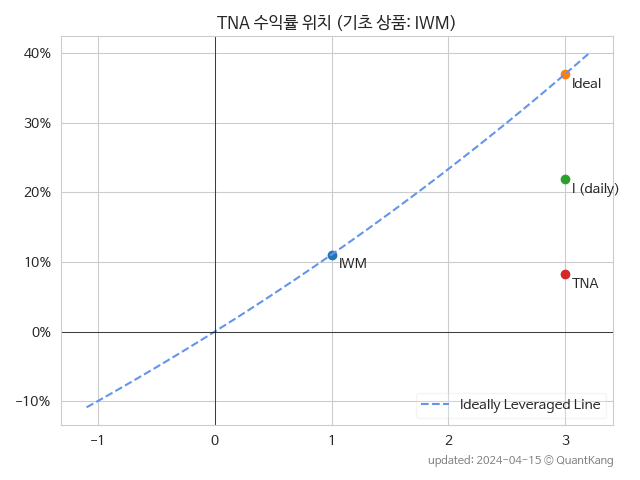 TNA 수익률 위치 (기초 상품: IWM)
40%
30%
20%
10%
0%
−10%
Ideal
I (daily)
IWM
TNA
Ideally Leveraged Line
−1
0
1
2
3
updated: 2024-04-15 © QuantKang